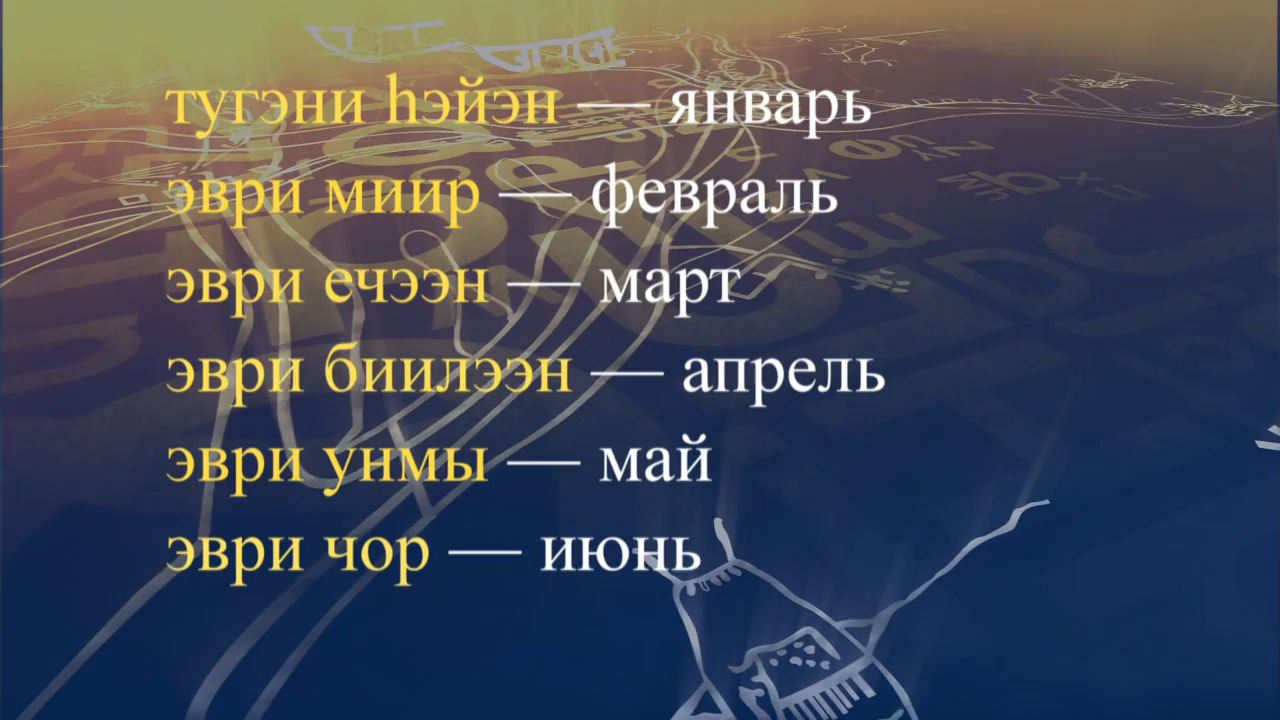 тугэни һэйэн — январь
эври миир — февраль
эври ечээн — март
эври биилээн — апрель
эври унмы — май
эври чор — июнь